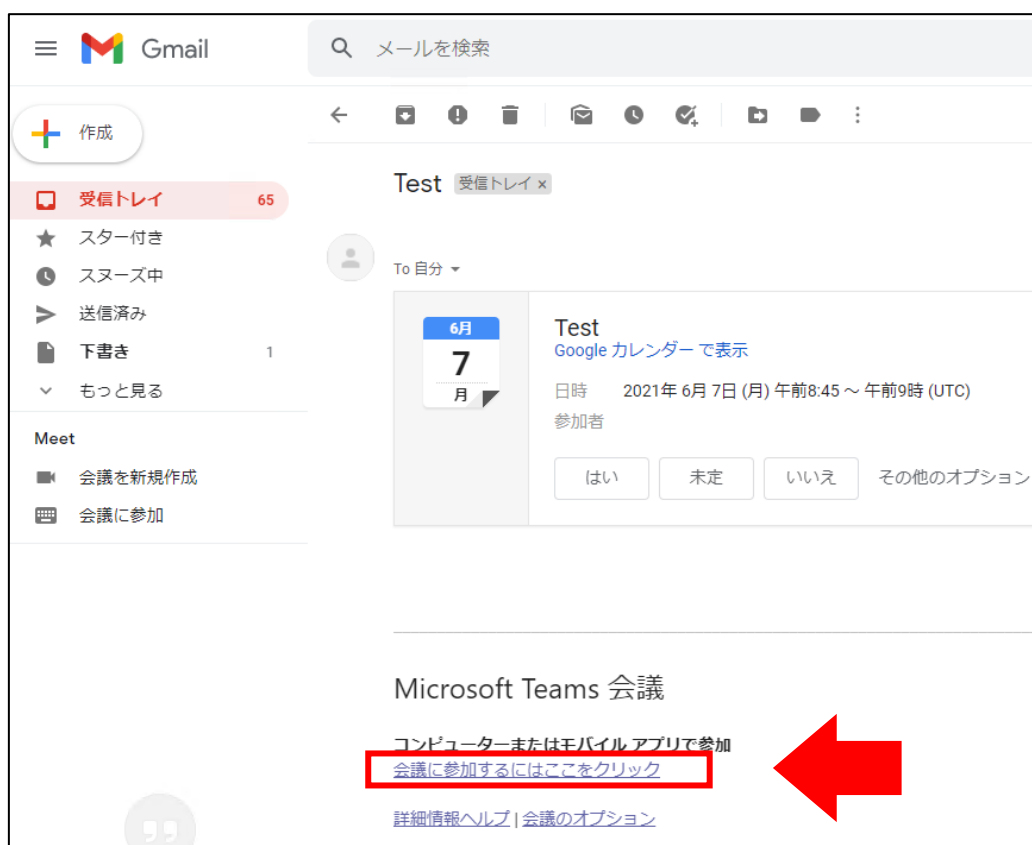 Gmail
メールを検索
作成
受信トレイ 65
スター付き
スヌーズ中
送信済み
下書き 1
もっと見る
Meet
会議を新規作成
会議に参加
Test 受信トレイ ×
To 自分
6月
7
月
Test
Google カレンダー で表示
日時 2021年 6月 7日 (月) 午前8:45 ～ 午前9時 (UTC)
参加者
はい 未定 いいえ その他のオプション
Microsoft Teams 会議
コンピューターまたはモバイル アプリで参加
会議に参加するにはここをクリック
詳細情報ヘルプ | 会議のオプション